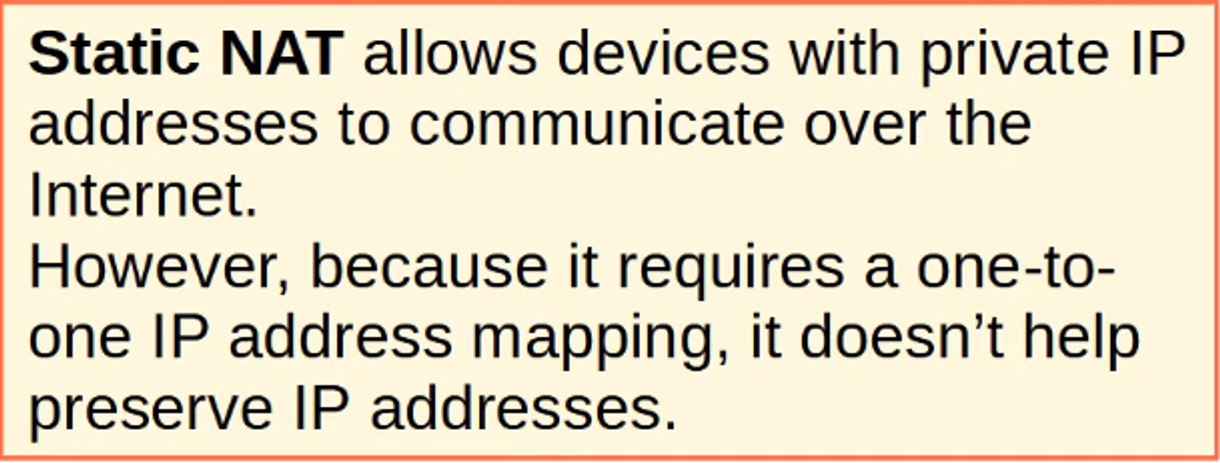 Static NAT allows devices with private IP
addresses to communicate over the
Internet.
However, because it requires a one-to-
one IP address mapping, it doesn’t help
preserve IP addresses.